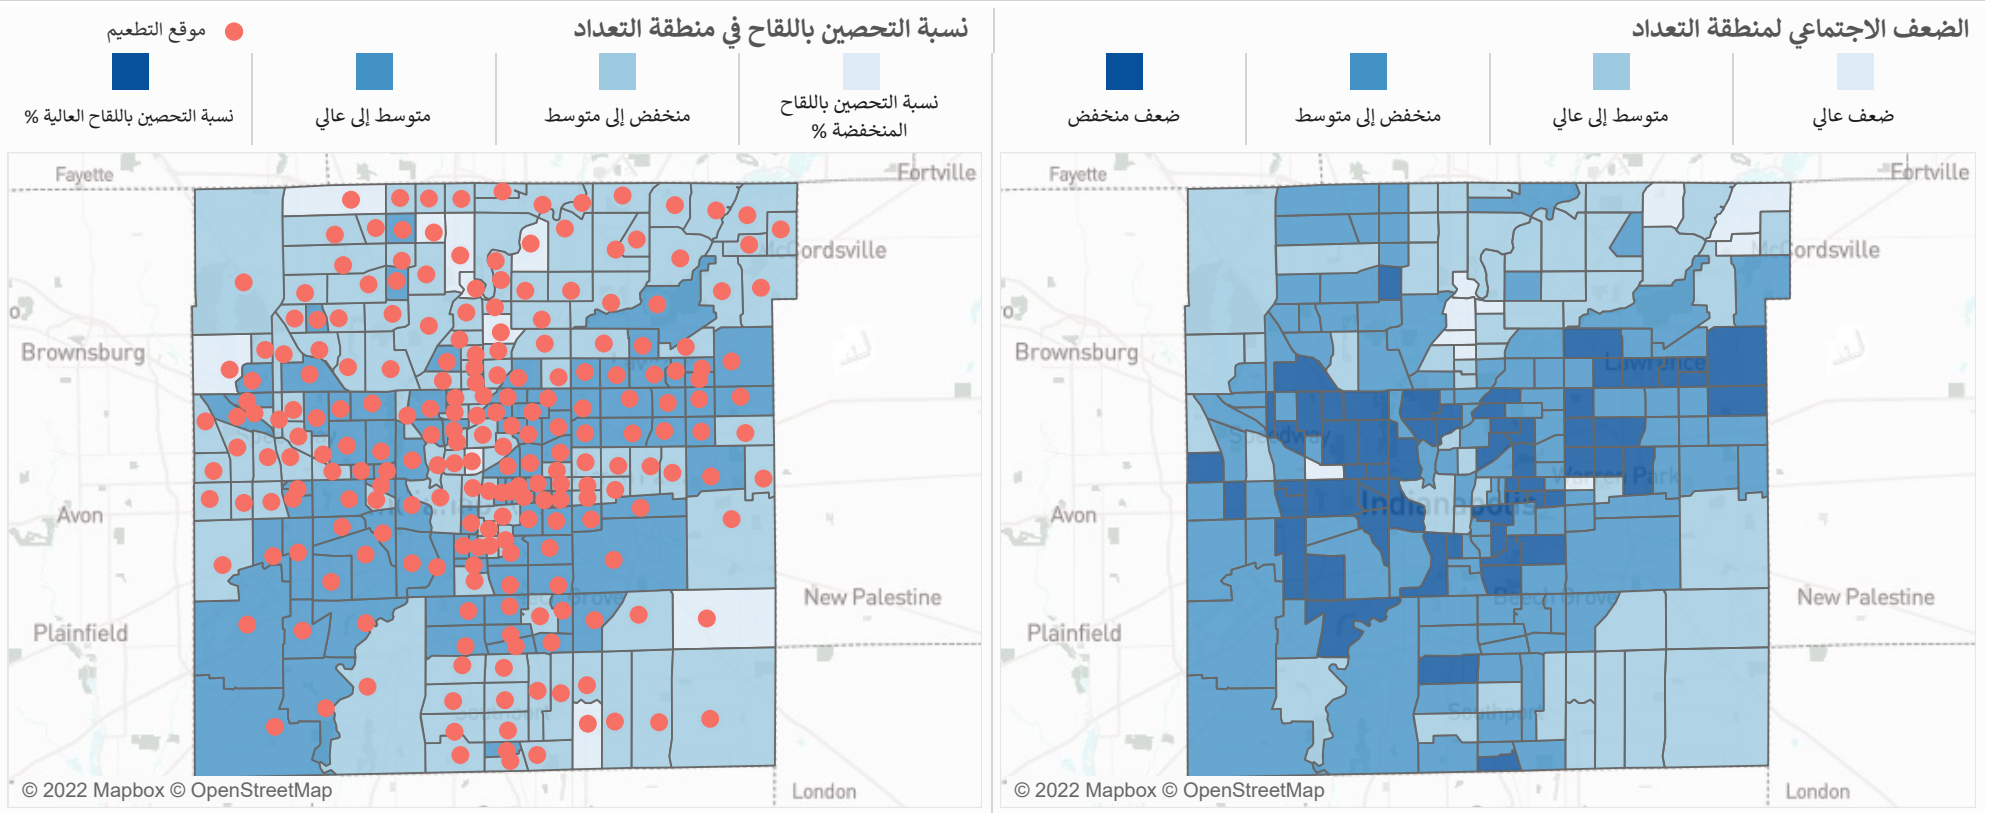 الضعف الاجتماعي لمنطقة التعداد
ضعف عالي
متوسط إلى عالي
منخفض إلى متوسط
ضعف منخفض
Fayette
Fortville
McCordsville
Brownsburg
Lawrence
Speedway
Warren Park
Indianapolis
Avon
Beech Grove
New Palestine
Plainfield
Southport
London
© 2022 Mapbox © OpenStreetMap
نسبة التحصين باللقاح في منطقة التعداد
موقع التطعيم
نسبة التحصين باللقاح
المنخفضة %
منخفض إلى متوسط
متوسط إلى عالي
نسبة التحصين باللقاح العالية %
Fayette
Fortville
McCordsville
Brownsburg
Avon
New Palestine
Plainfield
Southport
London
© 2022 Mapbox © OpenStreetMap